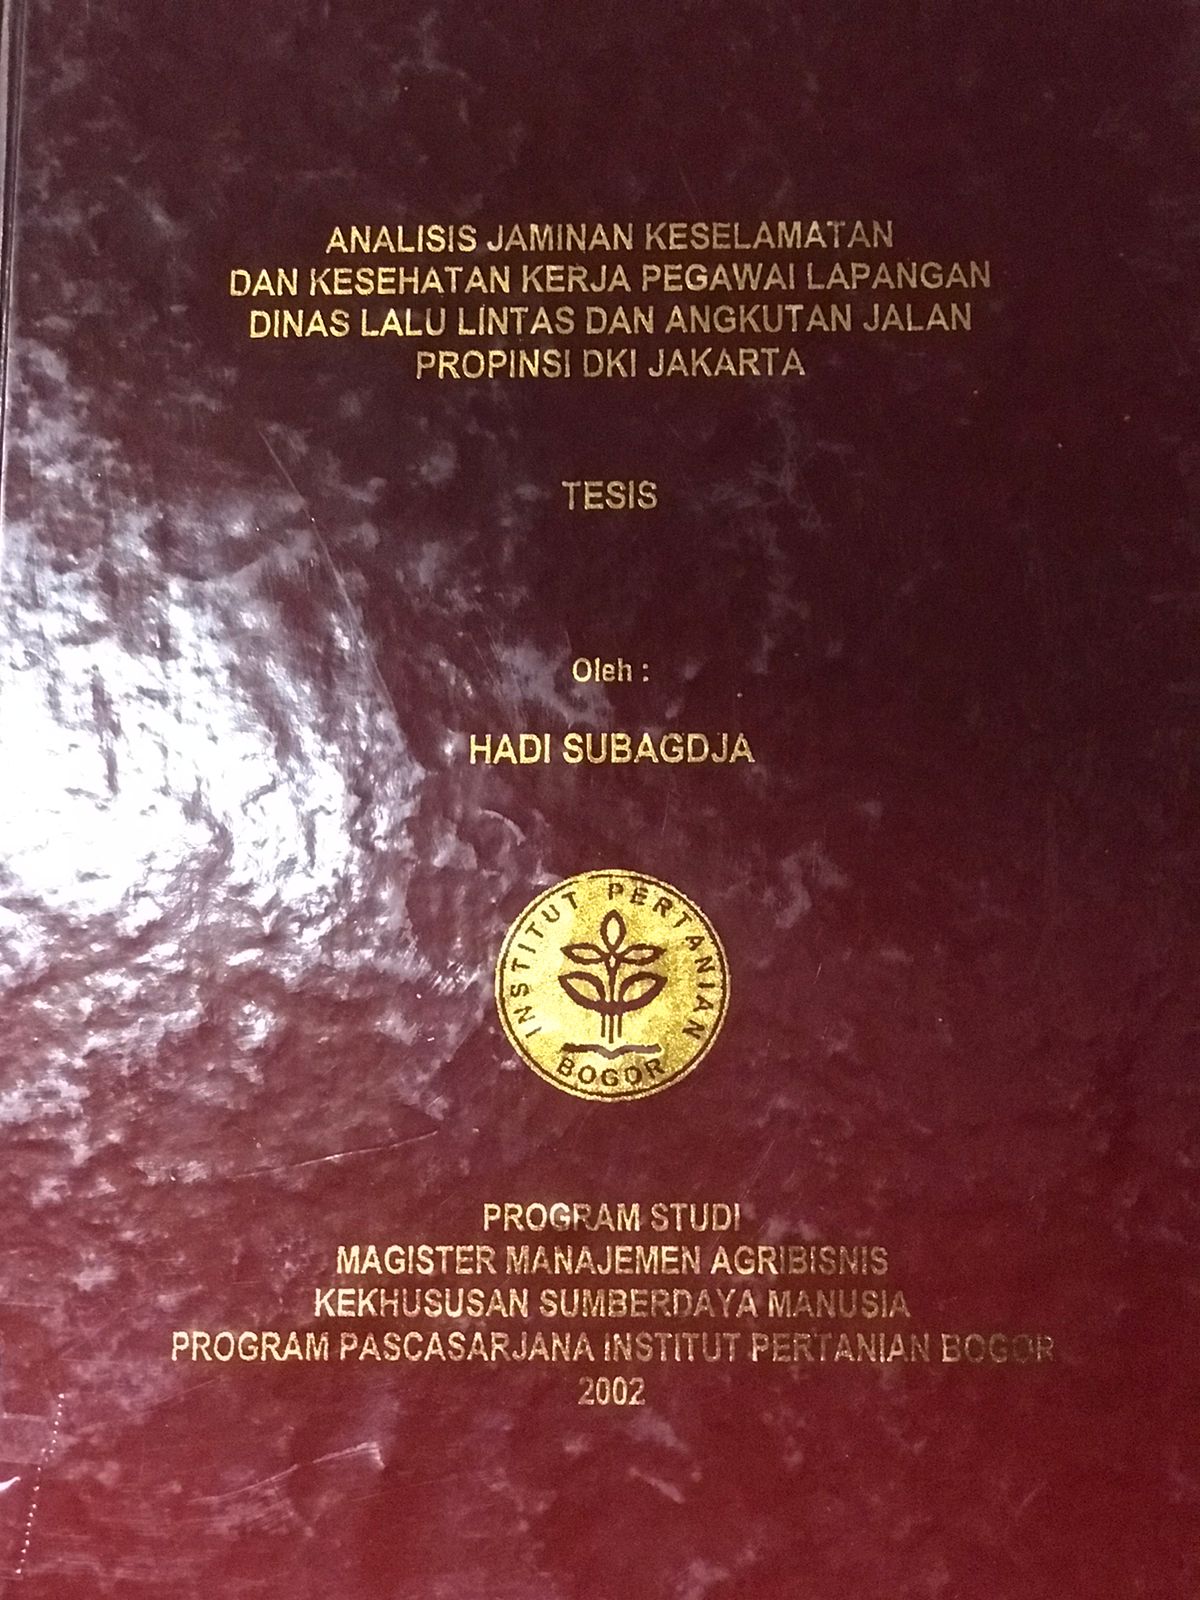 ANALISIS JAMINAN KESELAMATAN
DAN KESEHATAN KERJA PEGAWAI LAPANGAN
DINAS LALU LINTAS DAN ANGKUTAN JALAN
PROPINSI DKI JAKARTA
TESIS
Oleh :
HADI SUBAGDJA
INSTITUT PERTANIAN
BOGOR
PROGRAM STUDI
MAGISTER MANAJEMEN AGRIBISNIS
KEKHUSUSAN SUMBERDAYA MANUSIA
PROGRAM PASCASARJANA INSTITUT PERTANIAN BOGOR
2002